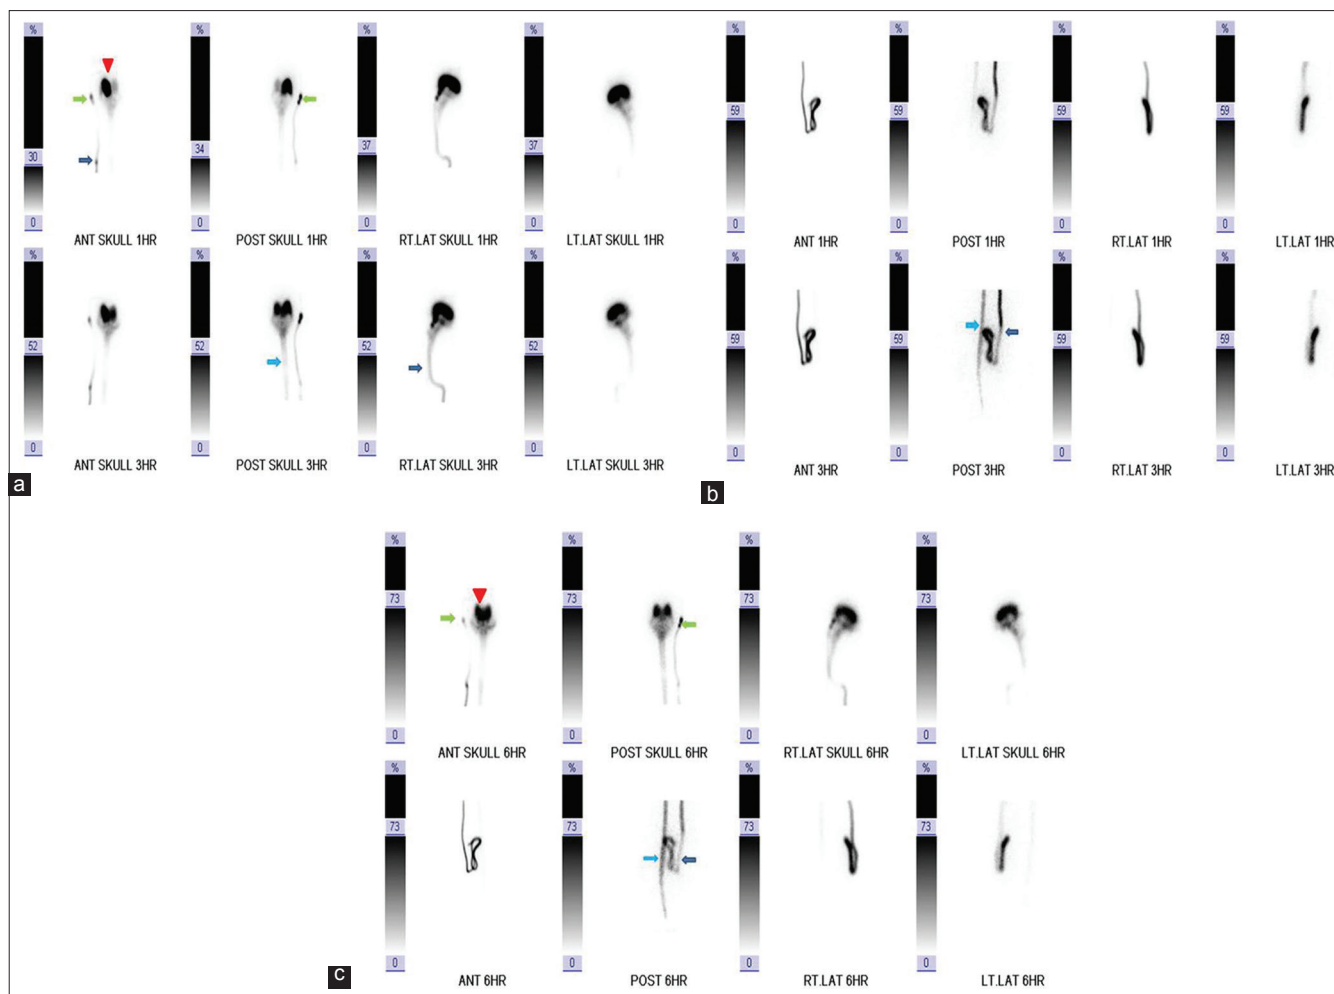 % % % %
30 34 37 37
0 0 0 0
ANT SKULL 1HR POST SKULL 1HR RT.LAT SKULL 1HR LT.LAT SKULL 1HR
% % % %
52 52 52 52
0 0 0 0
ANT SKULL 3HR POST SKULL 3HR RT.LAT SKULL 3HR LT.LAT SKULL 3HR
a
% % % %
59 59 59 59
0 0 0 0
ANT 1HR POST 1HR RT.LAT 1HR LT.LAT 1HR
% % % %
59 59 59 59
0 0 0 0
ANT 3HR POST 3HR RT.LAT 3HR LT.LAT 3HR
b
% % % %
73 73 73 73
0 0 0 0
ANT SKULL 6HR POST SKULL 6HR RT.LAT SKULL 6HR LT.LAT SKULL 6HR
% % % %
73 73 73 73
0 0 0 0
ANT 6HR POST 6HR RT.LAT 6HR LT.LAT 6HR
c